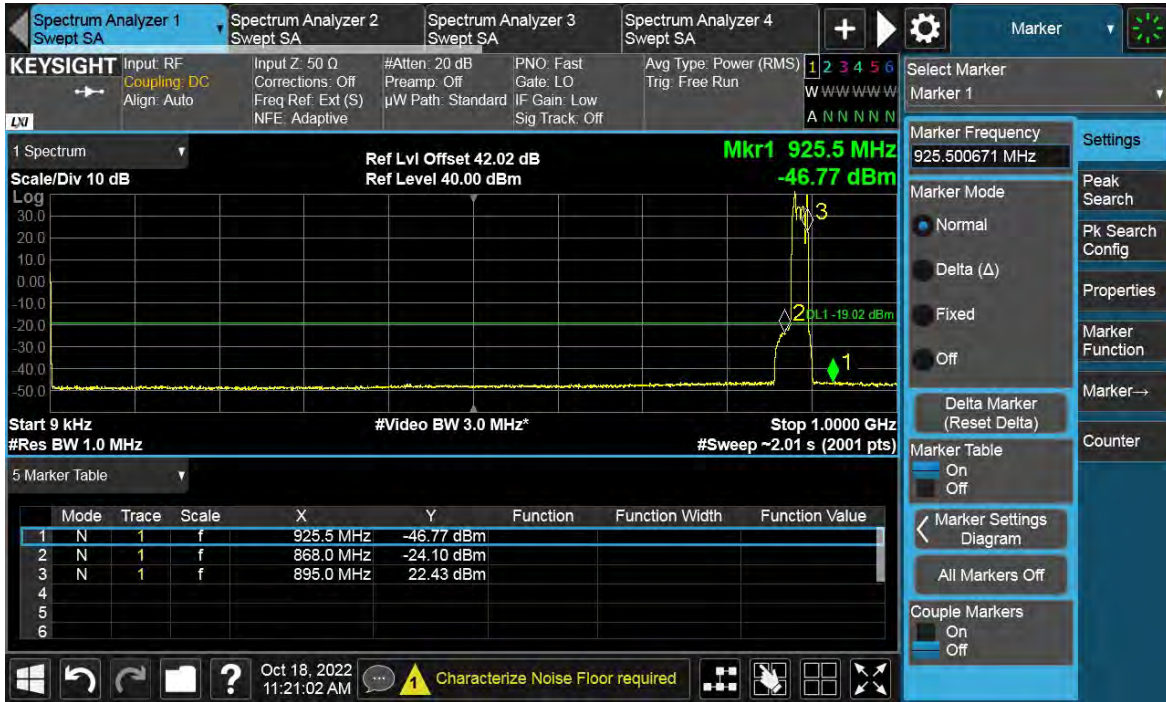 Spectrum Analyzer 1
Swept SA
Spectrum Analyzer 2
Swept SA
Spectrum Analyzer 3
Swept SA
Spectrum Analyzer 4
Swept SA
+
Marker
KEYSIGHT
LXI
Input: RF
Coupling: DC
Align: Auto
Input Z: 50 Ω
Corrections: Off
Freq Ref: Ext (S)
NFE: Adaptive
#Atten: 20 dB
Preamp: Off
µW Path: Standard
PNO: Fast
Gate: LO
IF Gain: Low
Sig Track: Off
Avg Type: Power (RMS)
Trig: Free Run
1 2 3 4 5 6
W W W W W W
A N N N N N
Select Marker
Marker 1
1 Spectrum
Scale/Div 10 dB
Ref Lvl Offset 42.02 dB
Ref Level 40.00 dBm
Mkr1 925.5 MHz
-46.77 dBm
Log
30.0
20.0
10.0
0.00
-10.0
-20.0
-30.0
-40.0
-50.0
3
2
DL1 -19.02 dBm
1
Start 9 kHz
#Res BW 1.0 MHz
#Video BW 3.0 MHz*
Stop 1.0000 GHz
#Sweep ~2.01 s (2001 pts)
5 Marker Table
Mode Trace Scale X Y Function Function Width Function Value
1 N 1 f 925.5 MHz -46.77 dBm
2 N 1 f 868.0 MHz -24.10 dBm
3 N 1 f 895.0 MHz 22.43 dBm
4
5
6
Marker Frequency
925.500671 MHz
Marker Mode
Normal
Delta (Δ)
Fixed
Off
Delta Marker
(Reset Delta)
Marker Table
On
Off
Marker Settings
Diagram
All Markers Off
Couple Markers
On
Off
Settings
Peak
Search
Pk Search
Config
Properties
Marker
Function
Marker→
Counter
?
Oct 18, 2022
11:21:02 AM
1
Characterize Noise Floor required